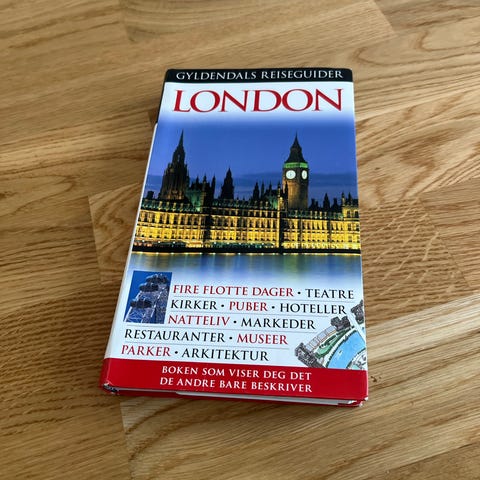 GYLDENDALS REISEGUIDER
LONDON
FIRE FLOTTE DAGER • TEATRE
KIRKER • PUBER • HOTELLER
NATTELIV • MARKEDER
RESTAURANTER • MUSEER
PARKER • ARKITEKTUR
BOKEN SOM VISER DEG DET
DE ANDRE BARE BESKRIVER